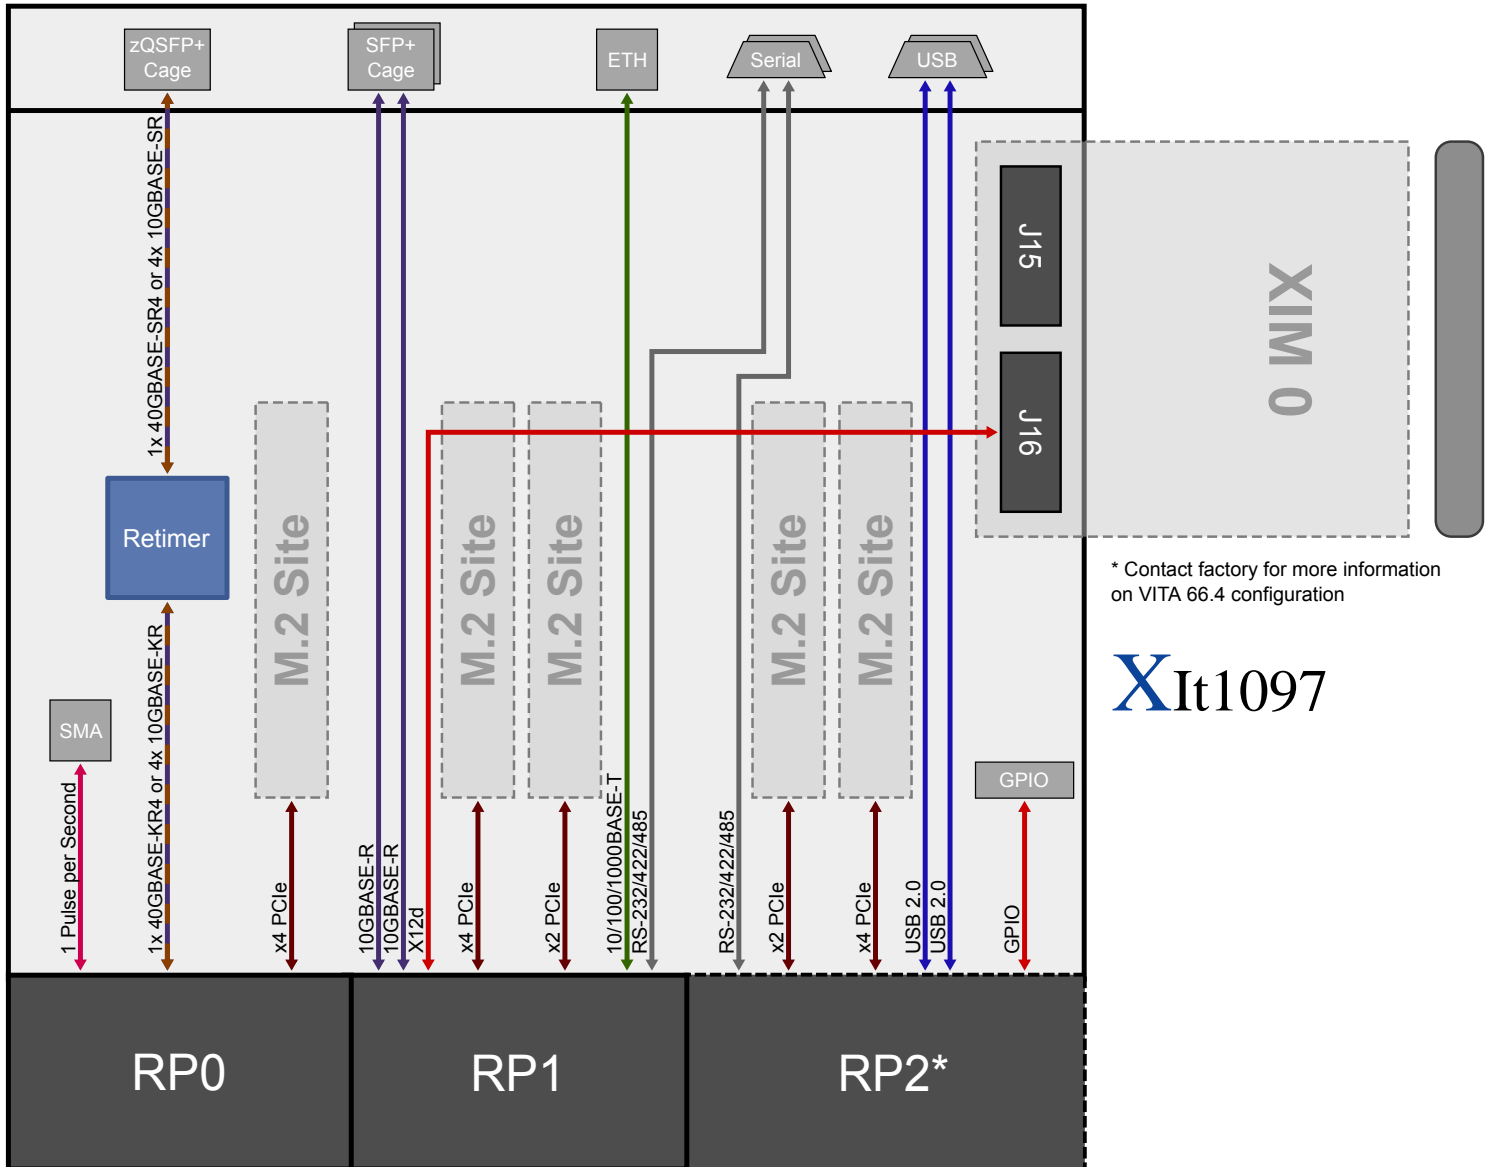 zQSFP+
Cage
SFP+
Cage
ETH
Serial
USB
1x 40GBASE-SR4 or 4x 10GBASE-SR
J15
J16
XIM 0
Retimer
M.2 Site
M.2 Site
M.2 Site
M.2 Site
M.2 Site
* Contact factory for more information
on VITA 66.4 configuration
XIt1097
SMA
GPIO
1 Pulse per Second
1x 40GBASE-KR4 or 4x 10GBASE-KR
x4 PCIe
10GBASE-R
10GBASE-R
X12d
x4 PCIe
x2 PCIe
10/100/1000BASE-T
RS-232/422/485
RS-232/422/485
x2 PCIe
x4 PCIe
USB 2.0
USB 2.0
GPIO
RP0
RP1
RP2*